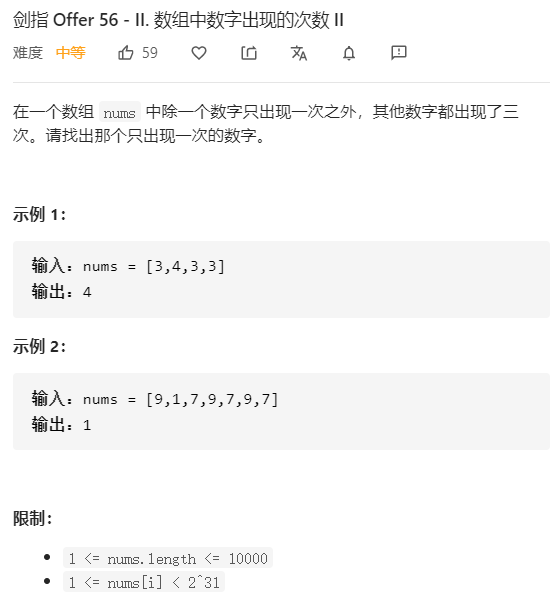 剑指 Offer 56 - II. 数组中数字出现的次数 II
难度 中等 59
在一个数组 nums 中除一个数字只出现一次之外，其他数字都出现了三
次。请找出那个只出现一次的数字。
示例 1：
输入：nums = [3,4,3,3]
输出：4
示例 2：
输入：nums = [9,1,7,9,7,9,7]
输出：1
限制：
1 <= nums.length <= 10000
1 <= nums[i] < 2^31